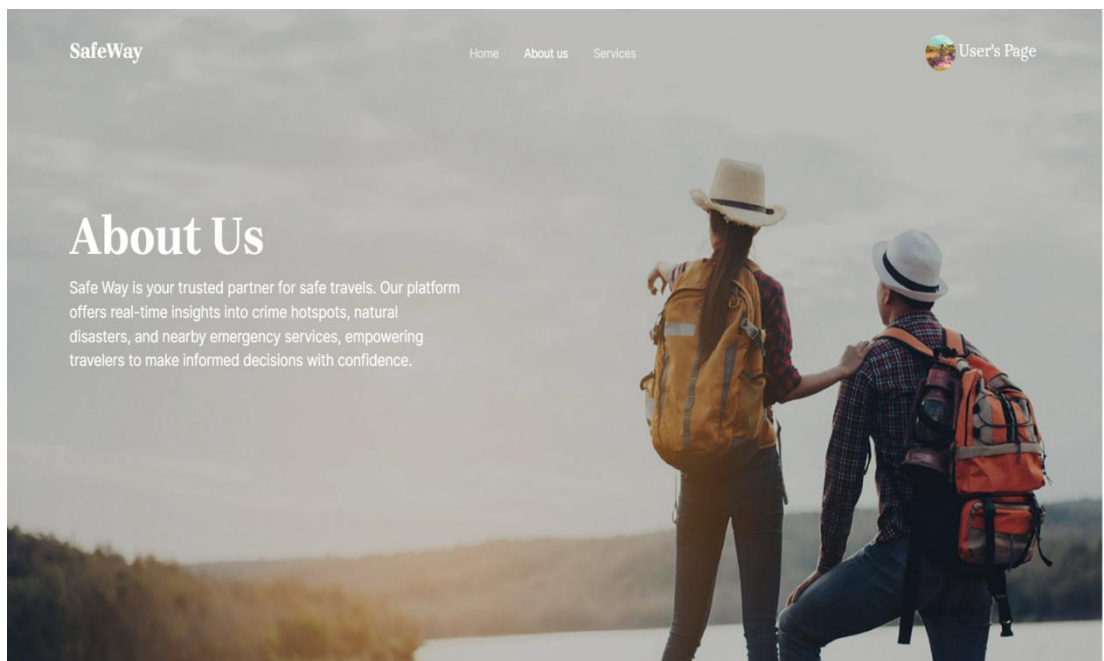 SafeWay
Home About us Services
User's Page
About Us
Safe Way is your trusted partner for safe travels. Our platform
offers real-time insights into crime hotspots, natural
disasters, and nearby emergency services, empowering
travelers to make informed decisions with confidence.